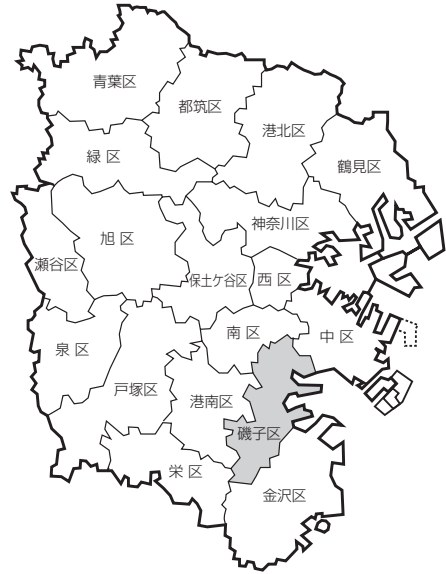 青葉区
都筑区
港北区
緑 区
鶴見区
神奈川区
旭 区
瀬谷区
保土ケ谷区
西 区
南 区
中 区
泉 区
戸塚区
港南区
磯子区
栄 区
金沢区